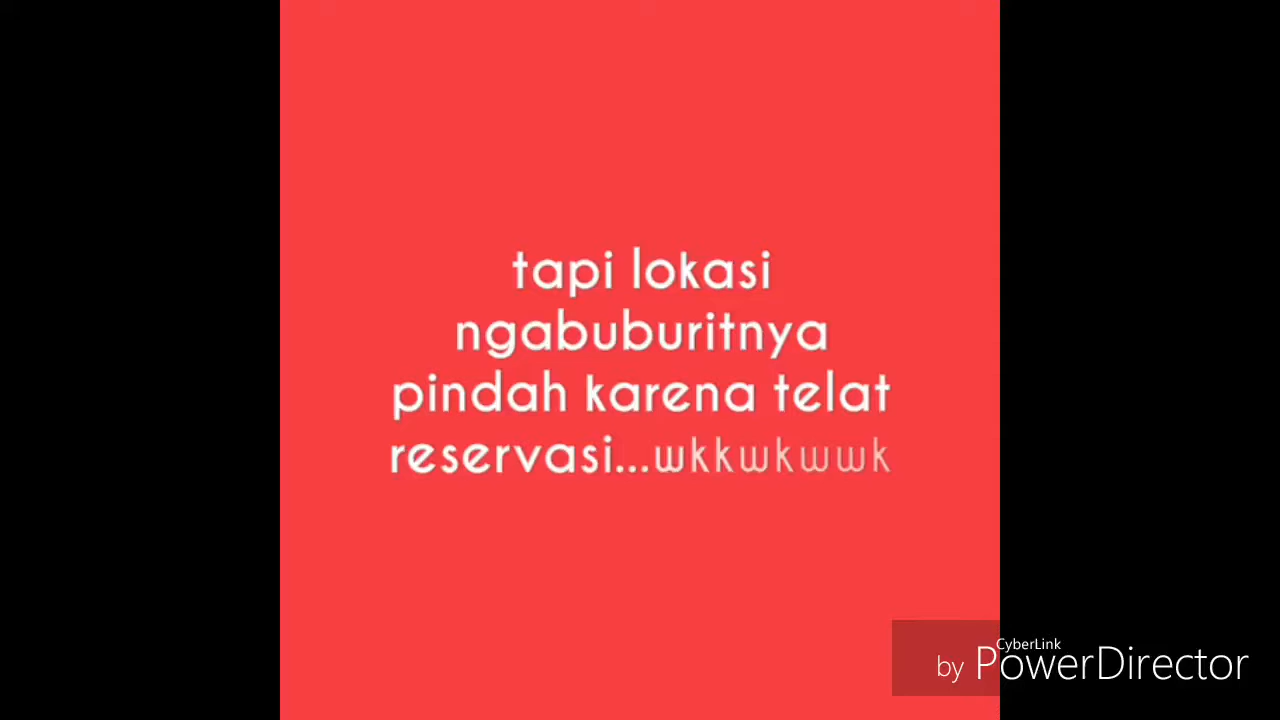 tapi lokasi
ngabuburitnya
pindah karena telat
reservasi...wkkwkwwk
CyberLink
by PowerDirector